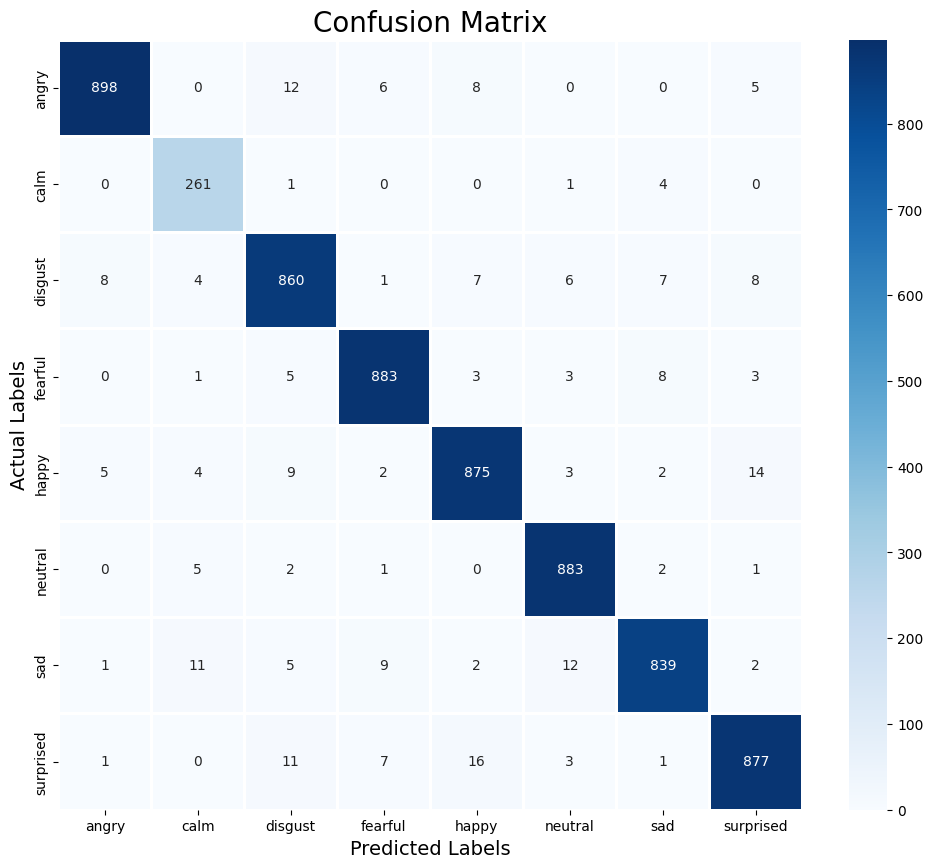 Confusion Matrix
angry 898 0 12 6 8 0 0 5
calm 0 261 1 0 0 1 4 0
disgust 8 4 860 1 7 6 7 8
fearful 0 1 5 883 3 3 8 3
happy 5 4 9 2 875 3 2 14
neutral 0 5 2 1 0 883 2 1
sad 1 11 5 9 2 12 839 2
surprised 1 0 11 7 16 3 1 877
angry calm disgust fearful happy neutral sad surprised
Predicted Labels
Actual Labels
800
700
600
500
400
300
200
100
0